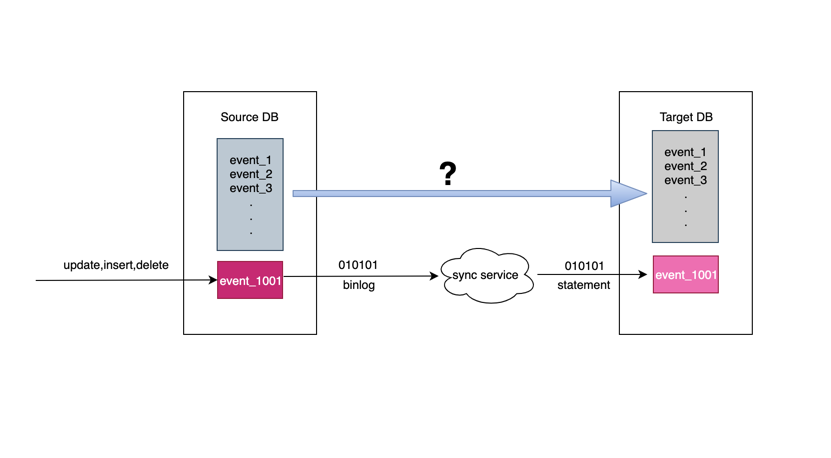 Source DB
event_1
event_2
event_3
.
.
.
event_1001
update,insert,delete
?
010101
binlog
sync service
010101
statement
Target DB
event_1
event_2
event_3
.
.
.
event_1001